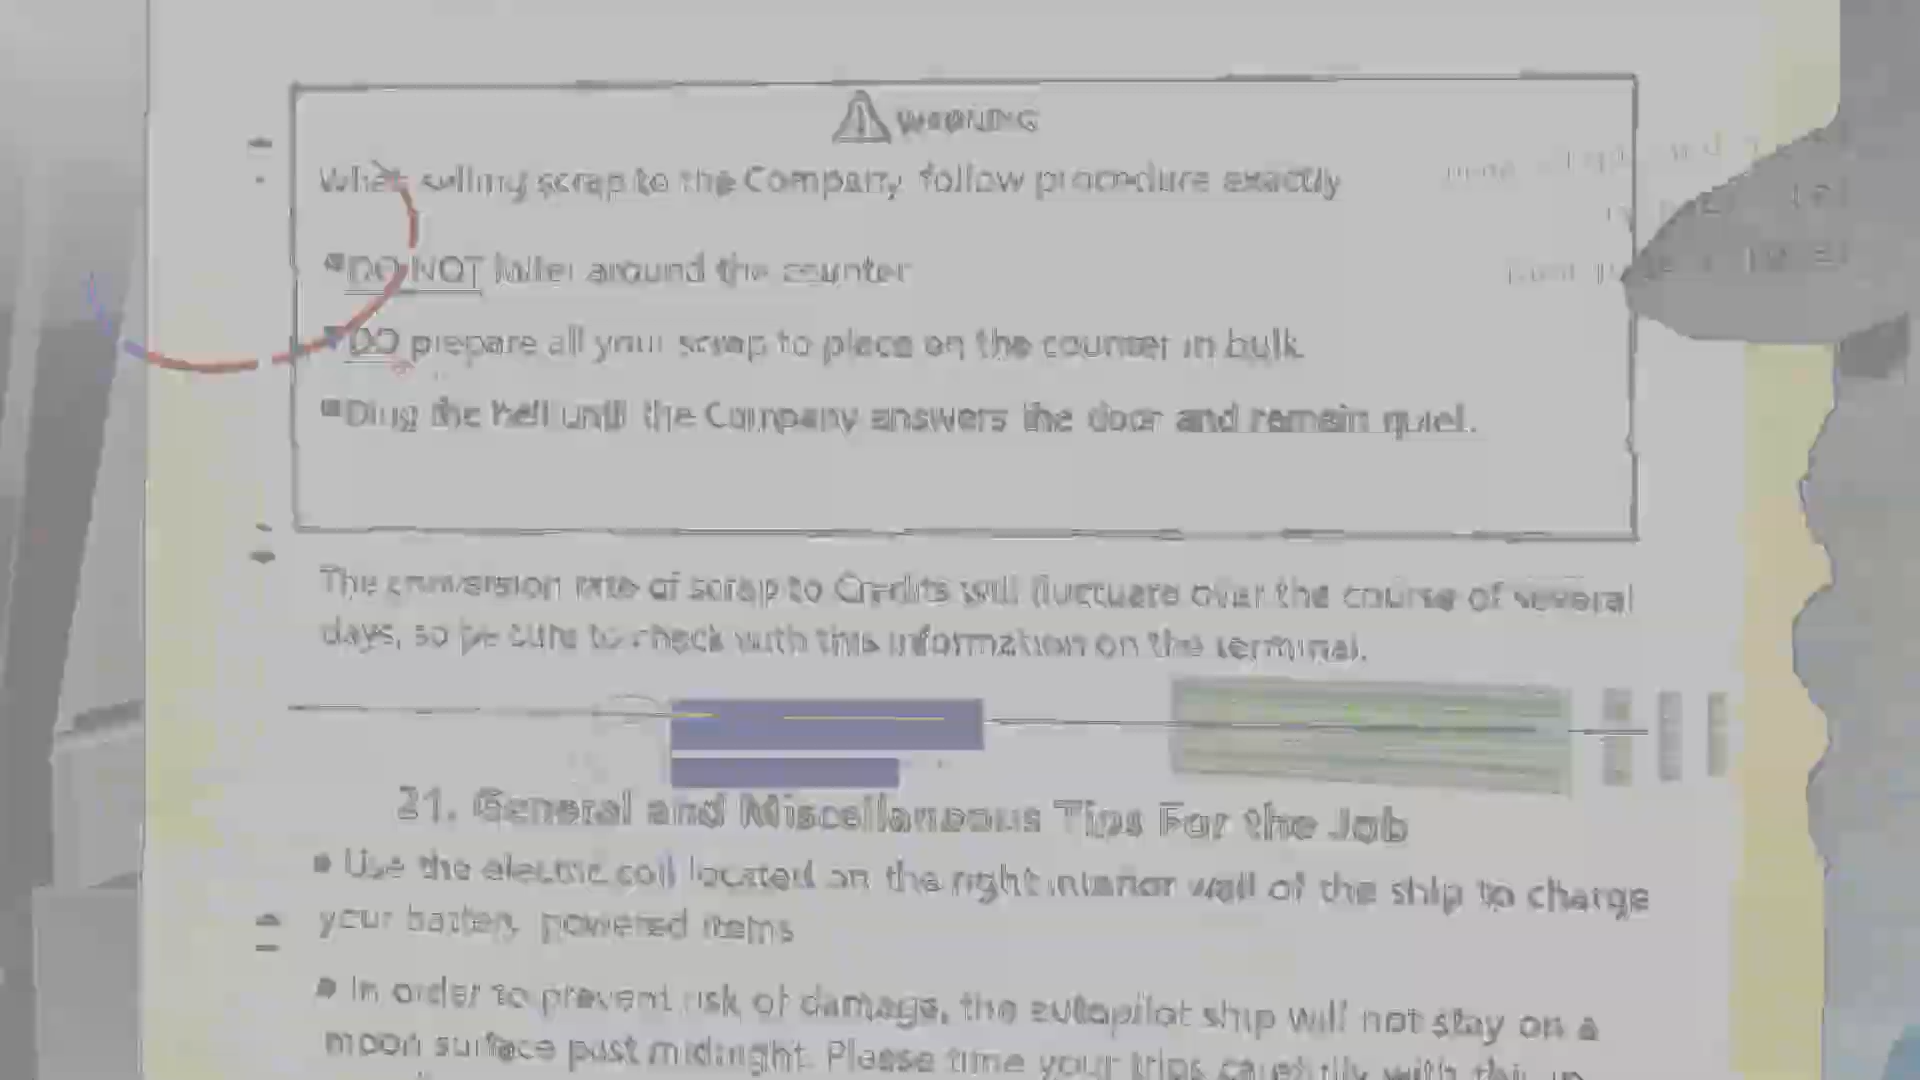 WARNING
When selling scrap to the Company, follow procedure exactly
DO NOT loiter around the counter
DO prepare all your scrap to place on the counter in bulk.
Ding the bell until the Company answers the door and remain quiet.
The conversion rate of scrap to Credits will fluctuate over the course of several
days, so be sure to check with this information on the terminal.
21. General and Miscellaneous Tips For the Job
• Use the electric coil located on the right interior wall of the ship to charge
your battery powered items
• In order to prevent risk of damage, the autopilot ship will not stay on a
moon surface past midnight. Please time your trips carefully with this in